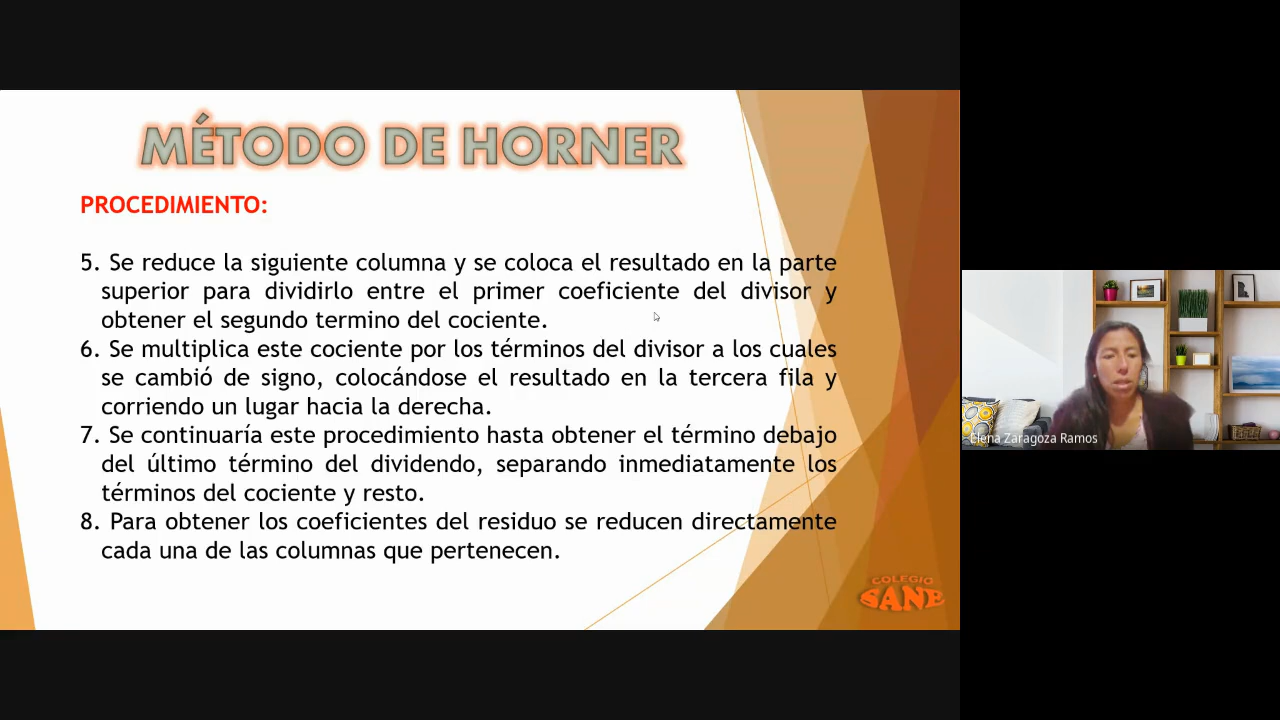 MÉTODO DE HORNER
PROCEDIMIENTO:
5. Se reduce la siguiente columna y se coloca el resultado en la parte
superior para dividirlo entre el primer coeficiente del divisor y
obtener el segundo termino del cociente.
6. Se multiplica este cociente por los términos del divisor a los cuales
se cambió de signo, colocándose el resultado en la tercera fila y
corriendo un lugar hacia la derecha.
7. Se continuaría este procedimiento hasta obtener el término debajo
del último término del dividendo, separando inmediatamente los
términos del cociente y resto.
8. Para obtener los coeficientes del residuo se reducen directamente
cada una de las columnas que pertenecen.
COLEGIO
SANE
Elena Zaragoza Ramos